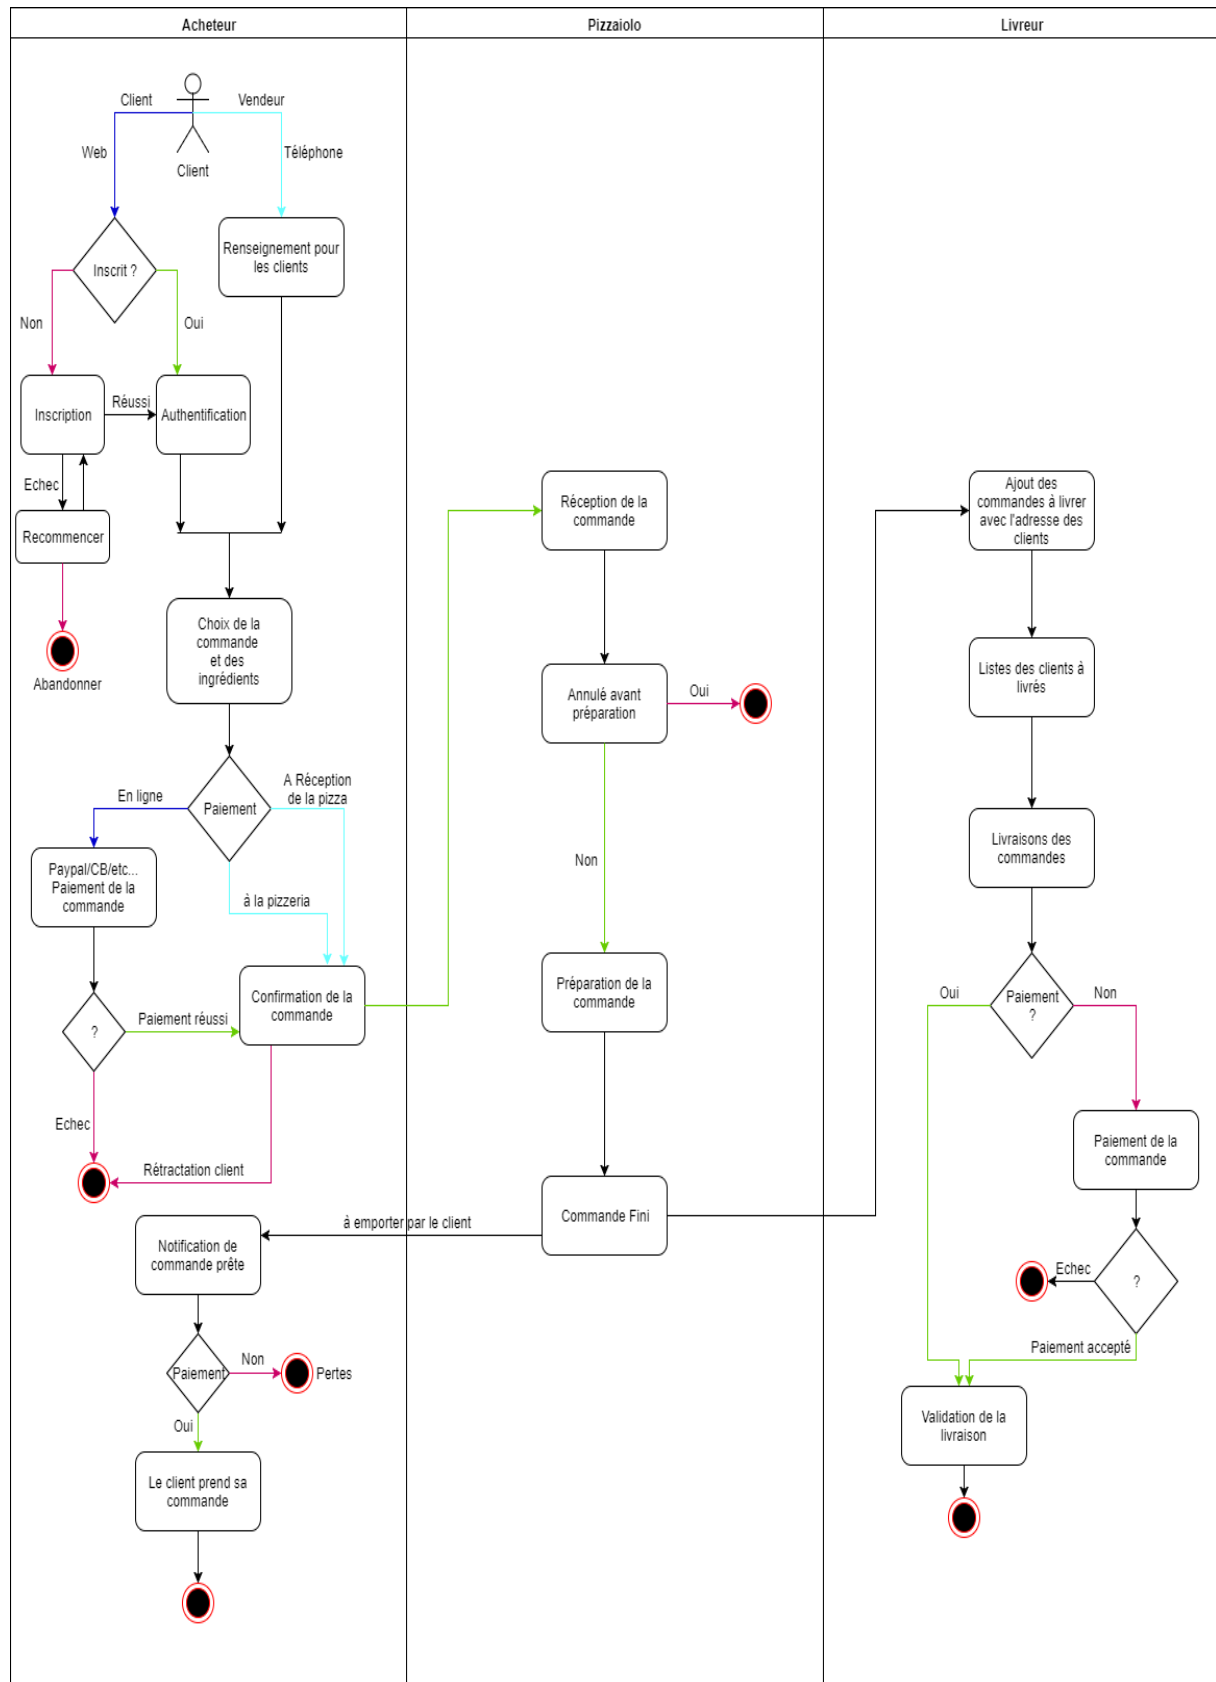 Acheteur
Pizzaiolo
Livreur
Client
Vendeur
Web
Téléphone
Client
Inscrit ?
Renseignement pour
les clients
Non
Oui
Inscription
Réussi
Authentification
Echec
Recommencer
Abandonner
Choix de la
commande
et des
ingrédients
En ligne
Paiement
A Réception
de la pizza
Paypal/CB/etc...
Paiement de la
commande
à la pizzeria
?
Paiement réussi
Confirmation de la
commande
Echec
Rétractation client
à emporter par le client
Notification de
commande prête
Paiement
Non
Pertes
Oui
Le client prend sa
commande
Réception de la
commande
Annulé avant
préparation
Oui
Non
Préparation de la
commande
Commande Fini
Ajout des
commandes à livrer
avec l'adresse des
clients
Listes des clients à
livrés
Livraisons des
commandes
Oui
Paiement
?
Non
Paiement de la
commande
Echec
?
Paiement accepté
Validation de la
livraison